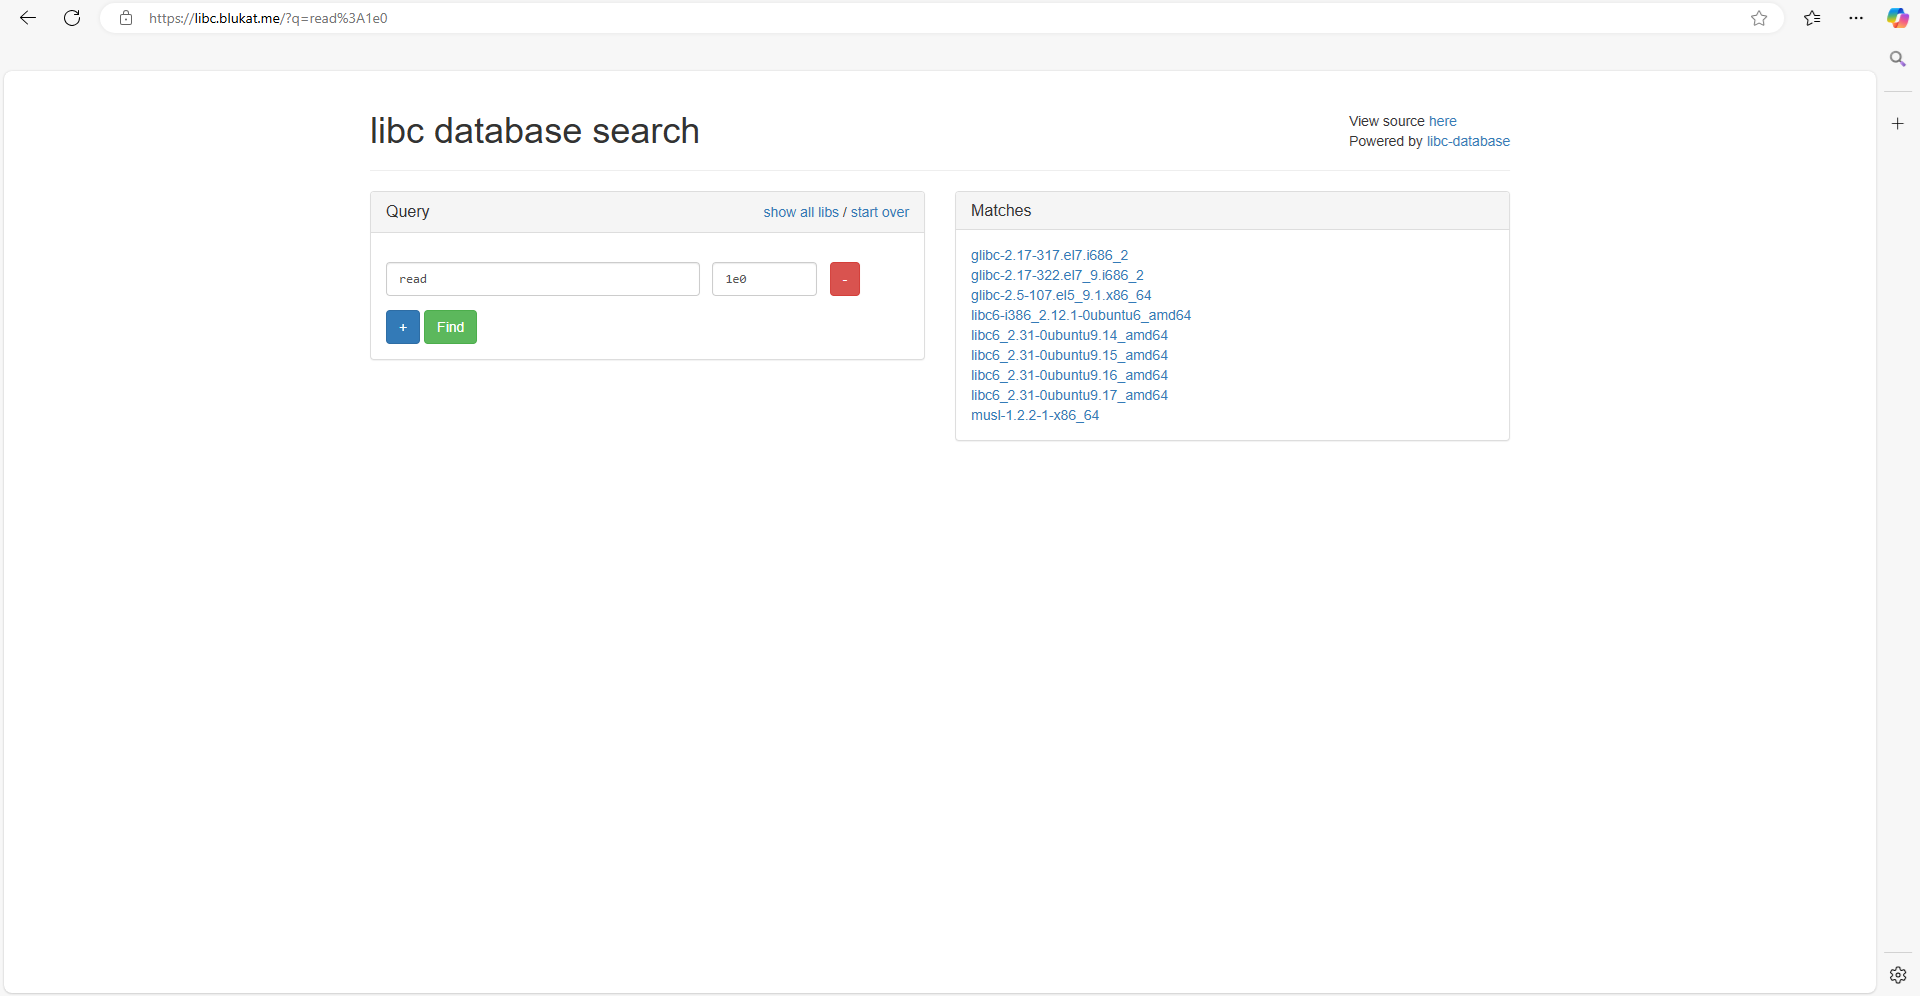 https://libc.blukat.me/?q=read%3A1e0
libc database search
View source here
Powered by libc-database
Query
show all libs / start over
read
1e0
-
+
Find
Matches
glibc-2.17-317.el7.i686_2
glibc-2.17-322.el7_9.i686_2
glibc-2.5-107.el5_9.1.x86_64
libc6-i386_2.12.1-0ubuntu6_amd64
libc6_2.31-0ubuntu9.14_amd64
libc6_2.31-0ubuntu9.15_amd64
libc6_2.31-0ubuntu9.16_amd64
libc6_2.31-0ubuntu9.17_amd64
musl-1.2.2-1-x86_64